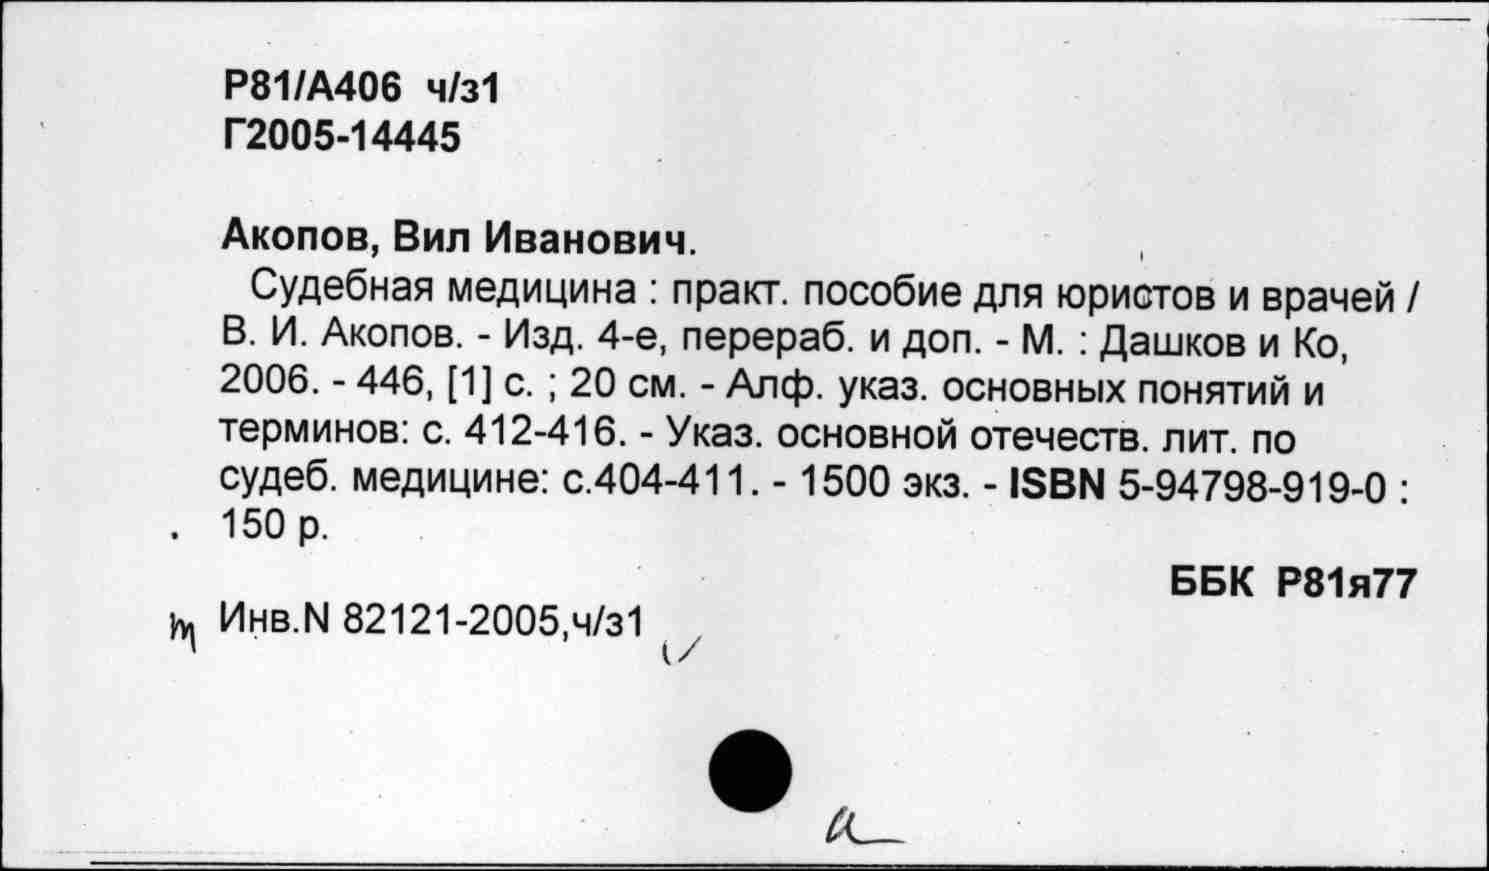 Р81/А406 ч/з1
Г2005-14445
Акопов, Вил Иванович.
Судебная медицина : практ. пособие для юристов и врачей /
В. И. Акопов. - Изд. 4-е, перераб. и доп. - М. : Дашков и Ко,
2006. - 446, [1] с. ; 20 см. - Алф. указ. основных понятий и
терминов: с. 412-416. - Указ. основной отечеств. лит. по
судеб. медицине: с.404-411. - 1500 экз. - ISBN 5-94798-919-0 :
150 р.
ББК Р81я77
Инв.N 82121-2005,ч/з1